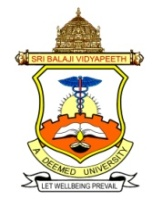 SRI BALAJI VIDYAPEETH
A DEEMED UNIVERSITY
LET WELLBEING PREVAIL